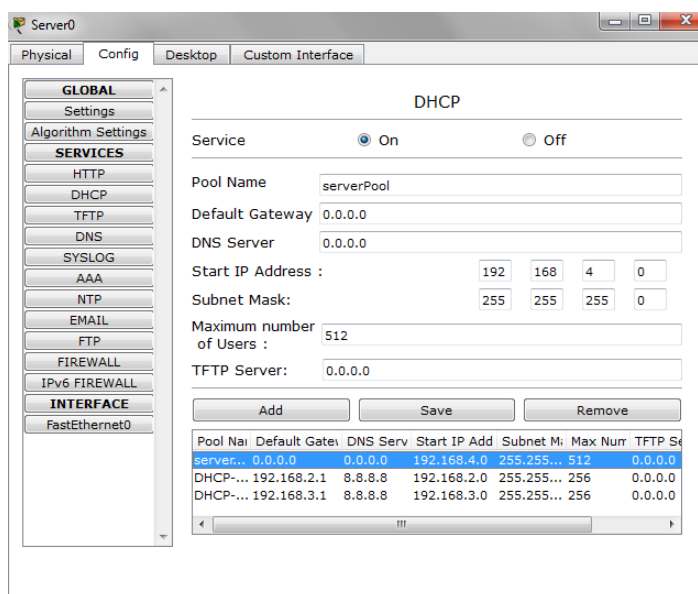 Server0
Physical Config Desktop Custom Interface
GLOBAL
Settings
Algorithm Settings
SERVICES
HTTP
DHCP
TFTP
DNS
SYSLOG
AAA
NTP
EMAIL
FTP
FIREWALL
IPv6 FIREWALL
INTERFACE
FastEthernet0
DHCP
Service On Off
Pool Name serverPool
Default Gateway 0.0.0.0
DNS Server 0.0.0.0
Start IP Address : 192 168 4 0
Subnet Mask: 255 255 255 0
Maximum number
of Users : 512
TFTP Server: 0.0.0.0
Add Save Remove
Pool Nai Default Gatev DNS Serv Start IP Add Subnet M Max Num TFTP Se
server... 0.0.0.0 0.0.0.0 192.168.4.0 255.255... 512 0.0.0.0
DHCP-... 192.168.2.1 8.8.8.8 192.168.2.0 255.255... 256 0.0.0.0
DHCP-... 192.168.3.1 8.8.8.8 192.168.3.0 255.255... 256 0.0.0.0